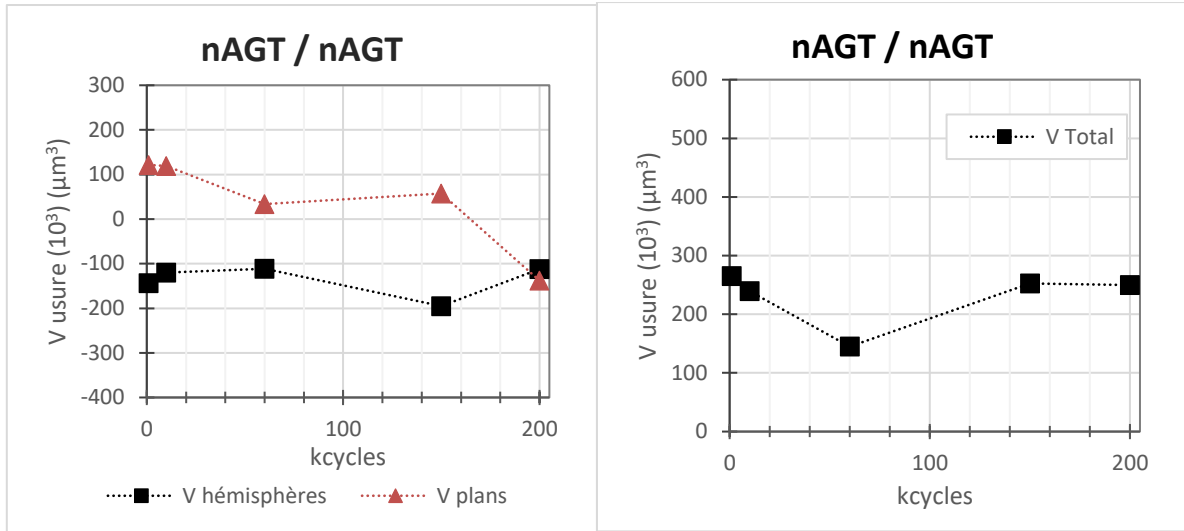 nAGT / nAGT
300
200
100
0
-100
-200
-300
-400
V usure (10³) (µm³)
0
100
200
kcycles
V hémisphères
V plans
nAGT / nAGT
600
500
400
300
200
100
0
V usure (10³) (µm³)
V Total
0
100
200
kcycles